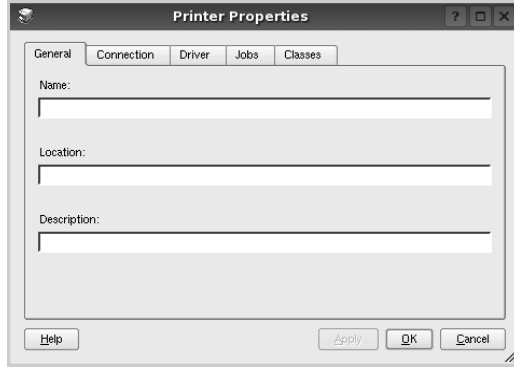 Printer Properties ?
General Connection Driver Jobs Classes
Name:
Location:
Description:
Help Apply OK Cancel